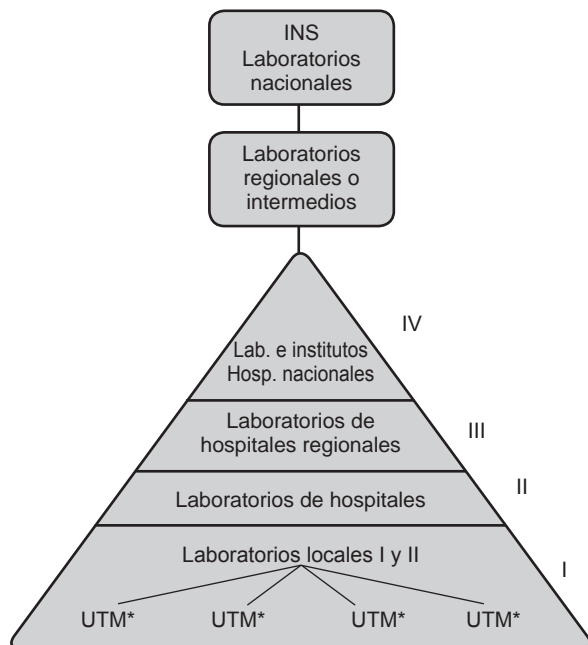 INS
Laboratorios
nacionales
Laboratorios
regionales o
intermedios
IV
Lab. e institutos
Hosp. nacionales
Laboratorios de
hospitales regionales
III
Laboratorios de hospitales
II
Laboratorios locales I y II
I
UTM* UTM* UTM* UTM*